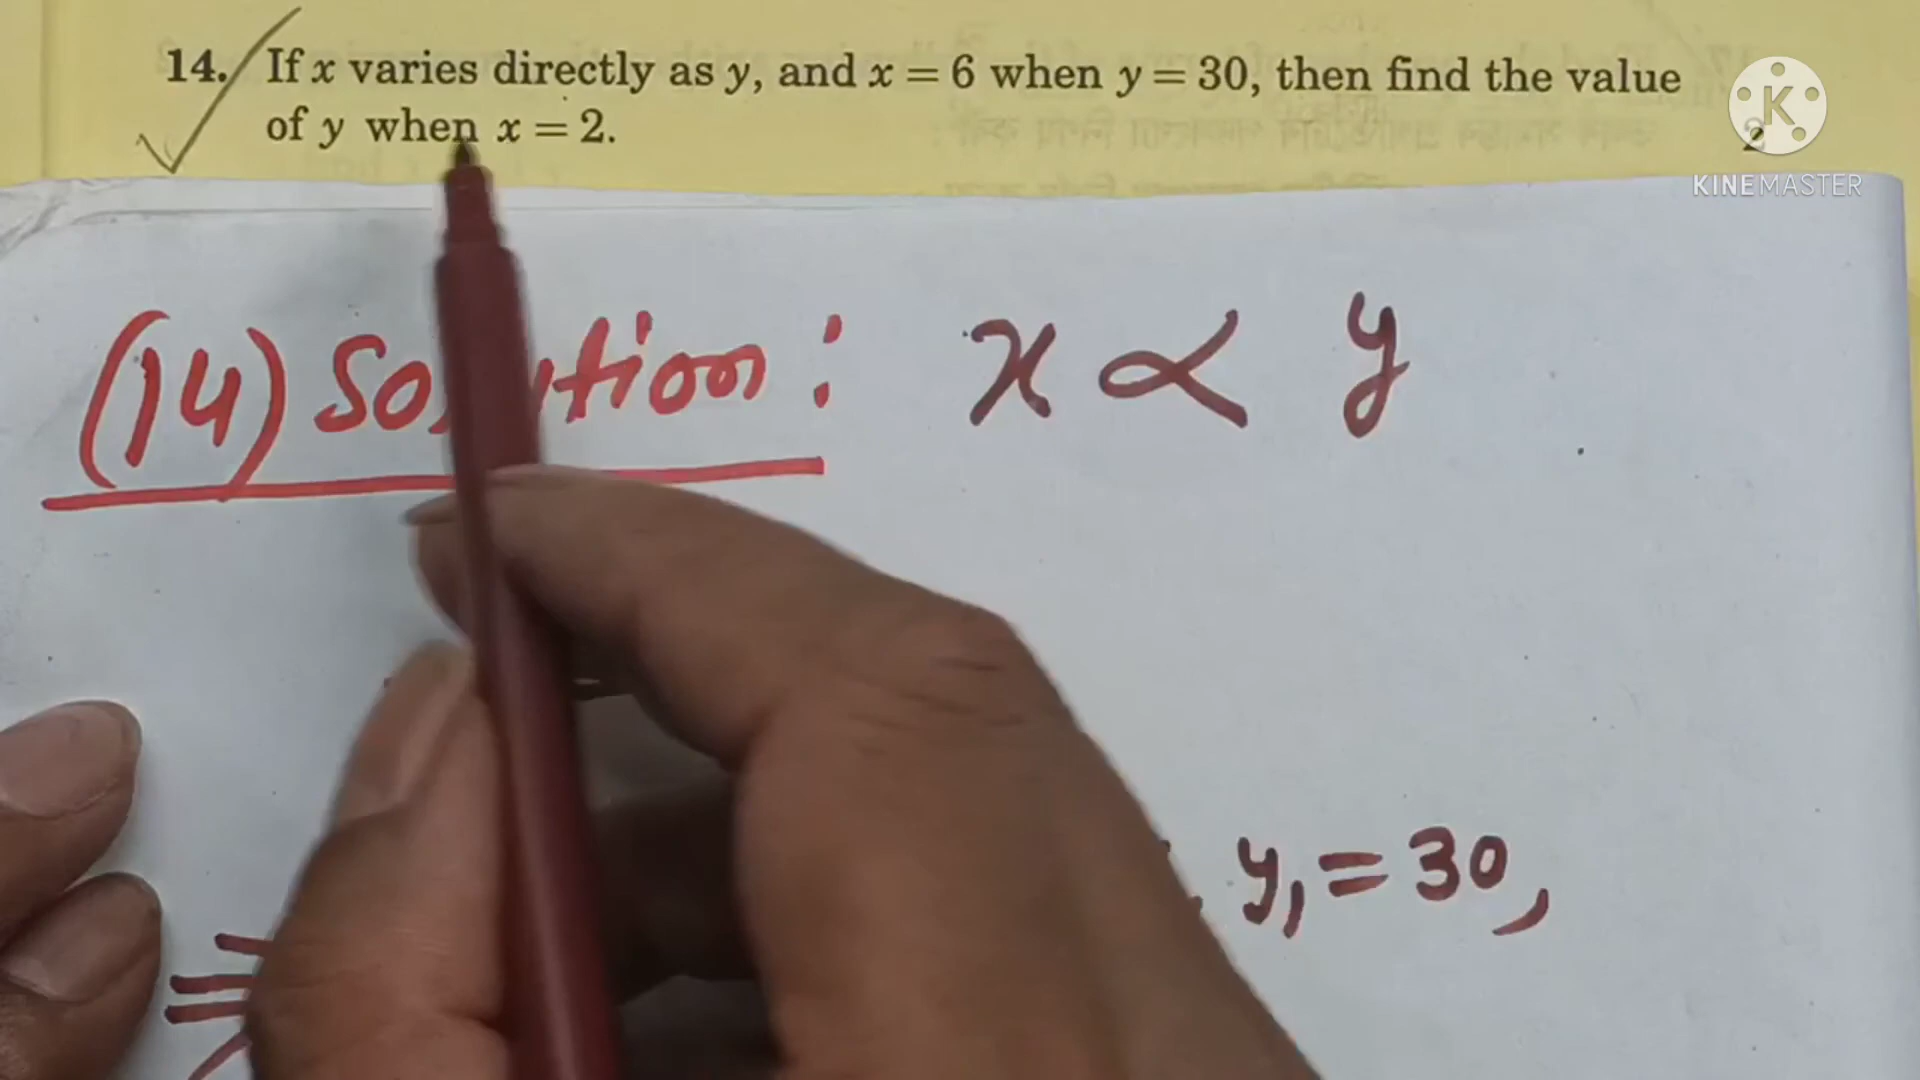 14. If x varies directly as y, and x = 6 when y = 30, then find the value
of y when x = 2.
2
K
KINEMASTER
(14) Solution: x ∝ y
y₁ = 30,